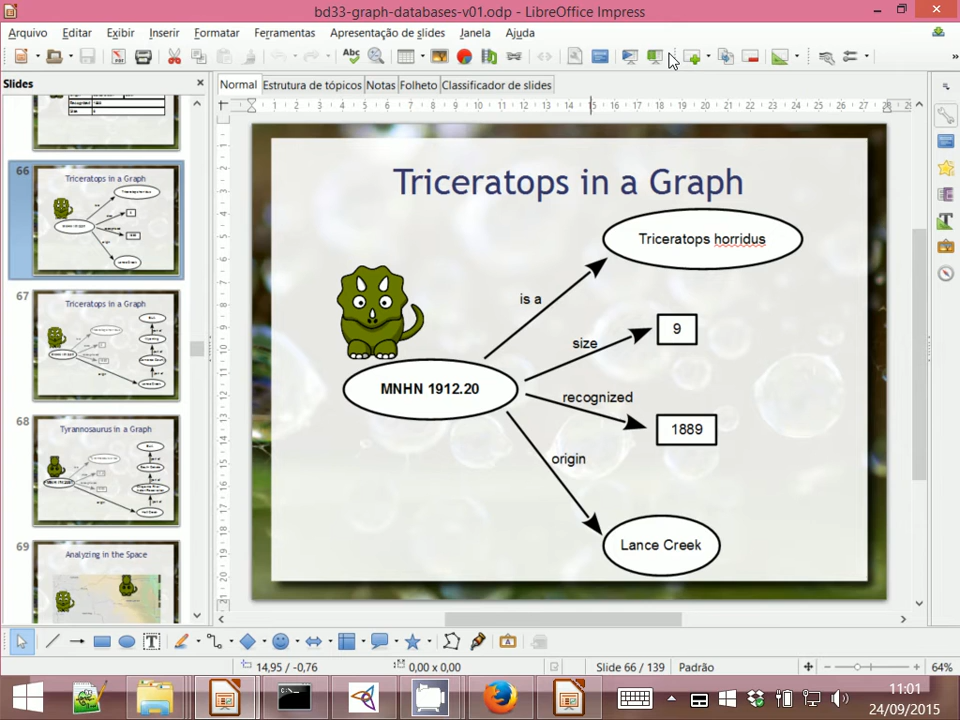 bd33-graph-databases-v01.odp - LibreOffice Impress
Arquivo Editar Exibir Inserir Formatar Ferramentas Apresentação de slides Janela Ajuda
Slides
Normal Estrutura de tópicos Notas Folheto Classificador de slides
66
Triceratops in a Graph
67
Triceratops in a Graph
68
Tyrannosaurus in a Graph
69
Analyzing in the Space
Triceratops in a Graph
Triceratops horridus
is a
size
9
MNHN 1912.20
recognized
1889
origin
Lance Creek
14,95 / -0,76
0,00 x 0,00
Slide 66 / 139
Padrão
64%
11:01
24/09/2015